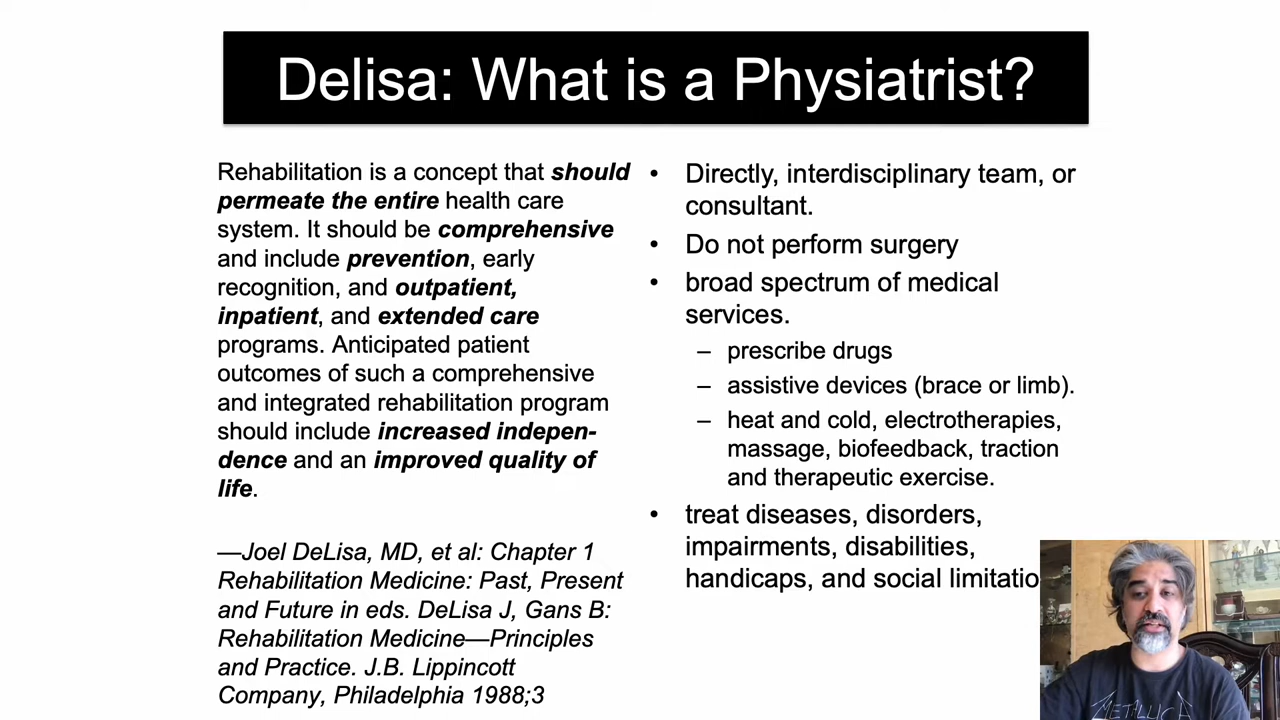 Delisa: What is a Physiatrist?
Rehabilitation is a concept that should
permeate the entire health care
system. It should be comprehensive
and include prevention, early
recognition, and outpatient,
inpatient, and extended care
programs. Anticipated patient
outcomes of such a comprehensive
and integrated rehabilitation program
should include increased indepen-
dence and an improved quality of
life.
—Joel DeLisa, MD, et al: Chapter 1
Rehabilitation Medicine: Past, Present
and Future in eds. DeLisa J, Gans B:
Rehabilitation Medicine—Principles
and Practice. J.B. Lippincott
Company, Philadelphia 1988;3
• Directly, interdisciplinary team, or
consultant.
• Do not perform surgery
• broad spectrum of medical
services.
– prescribe drugs
– assistive devices (brace or limb).
– heat and cold, electrotherapies,
massage, biofeedback, traction
and therapeutic exercise.
• treat diseases, disorders,
impairments, disabilities,
handicaps, and social limitatio
METALLICA